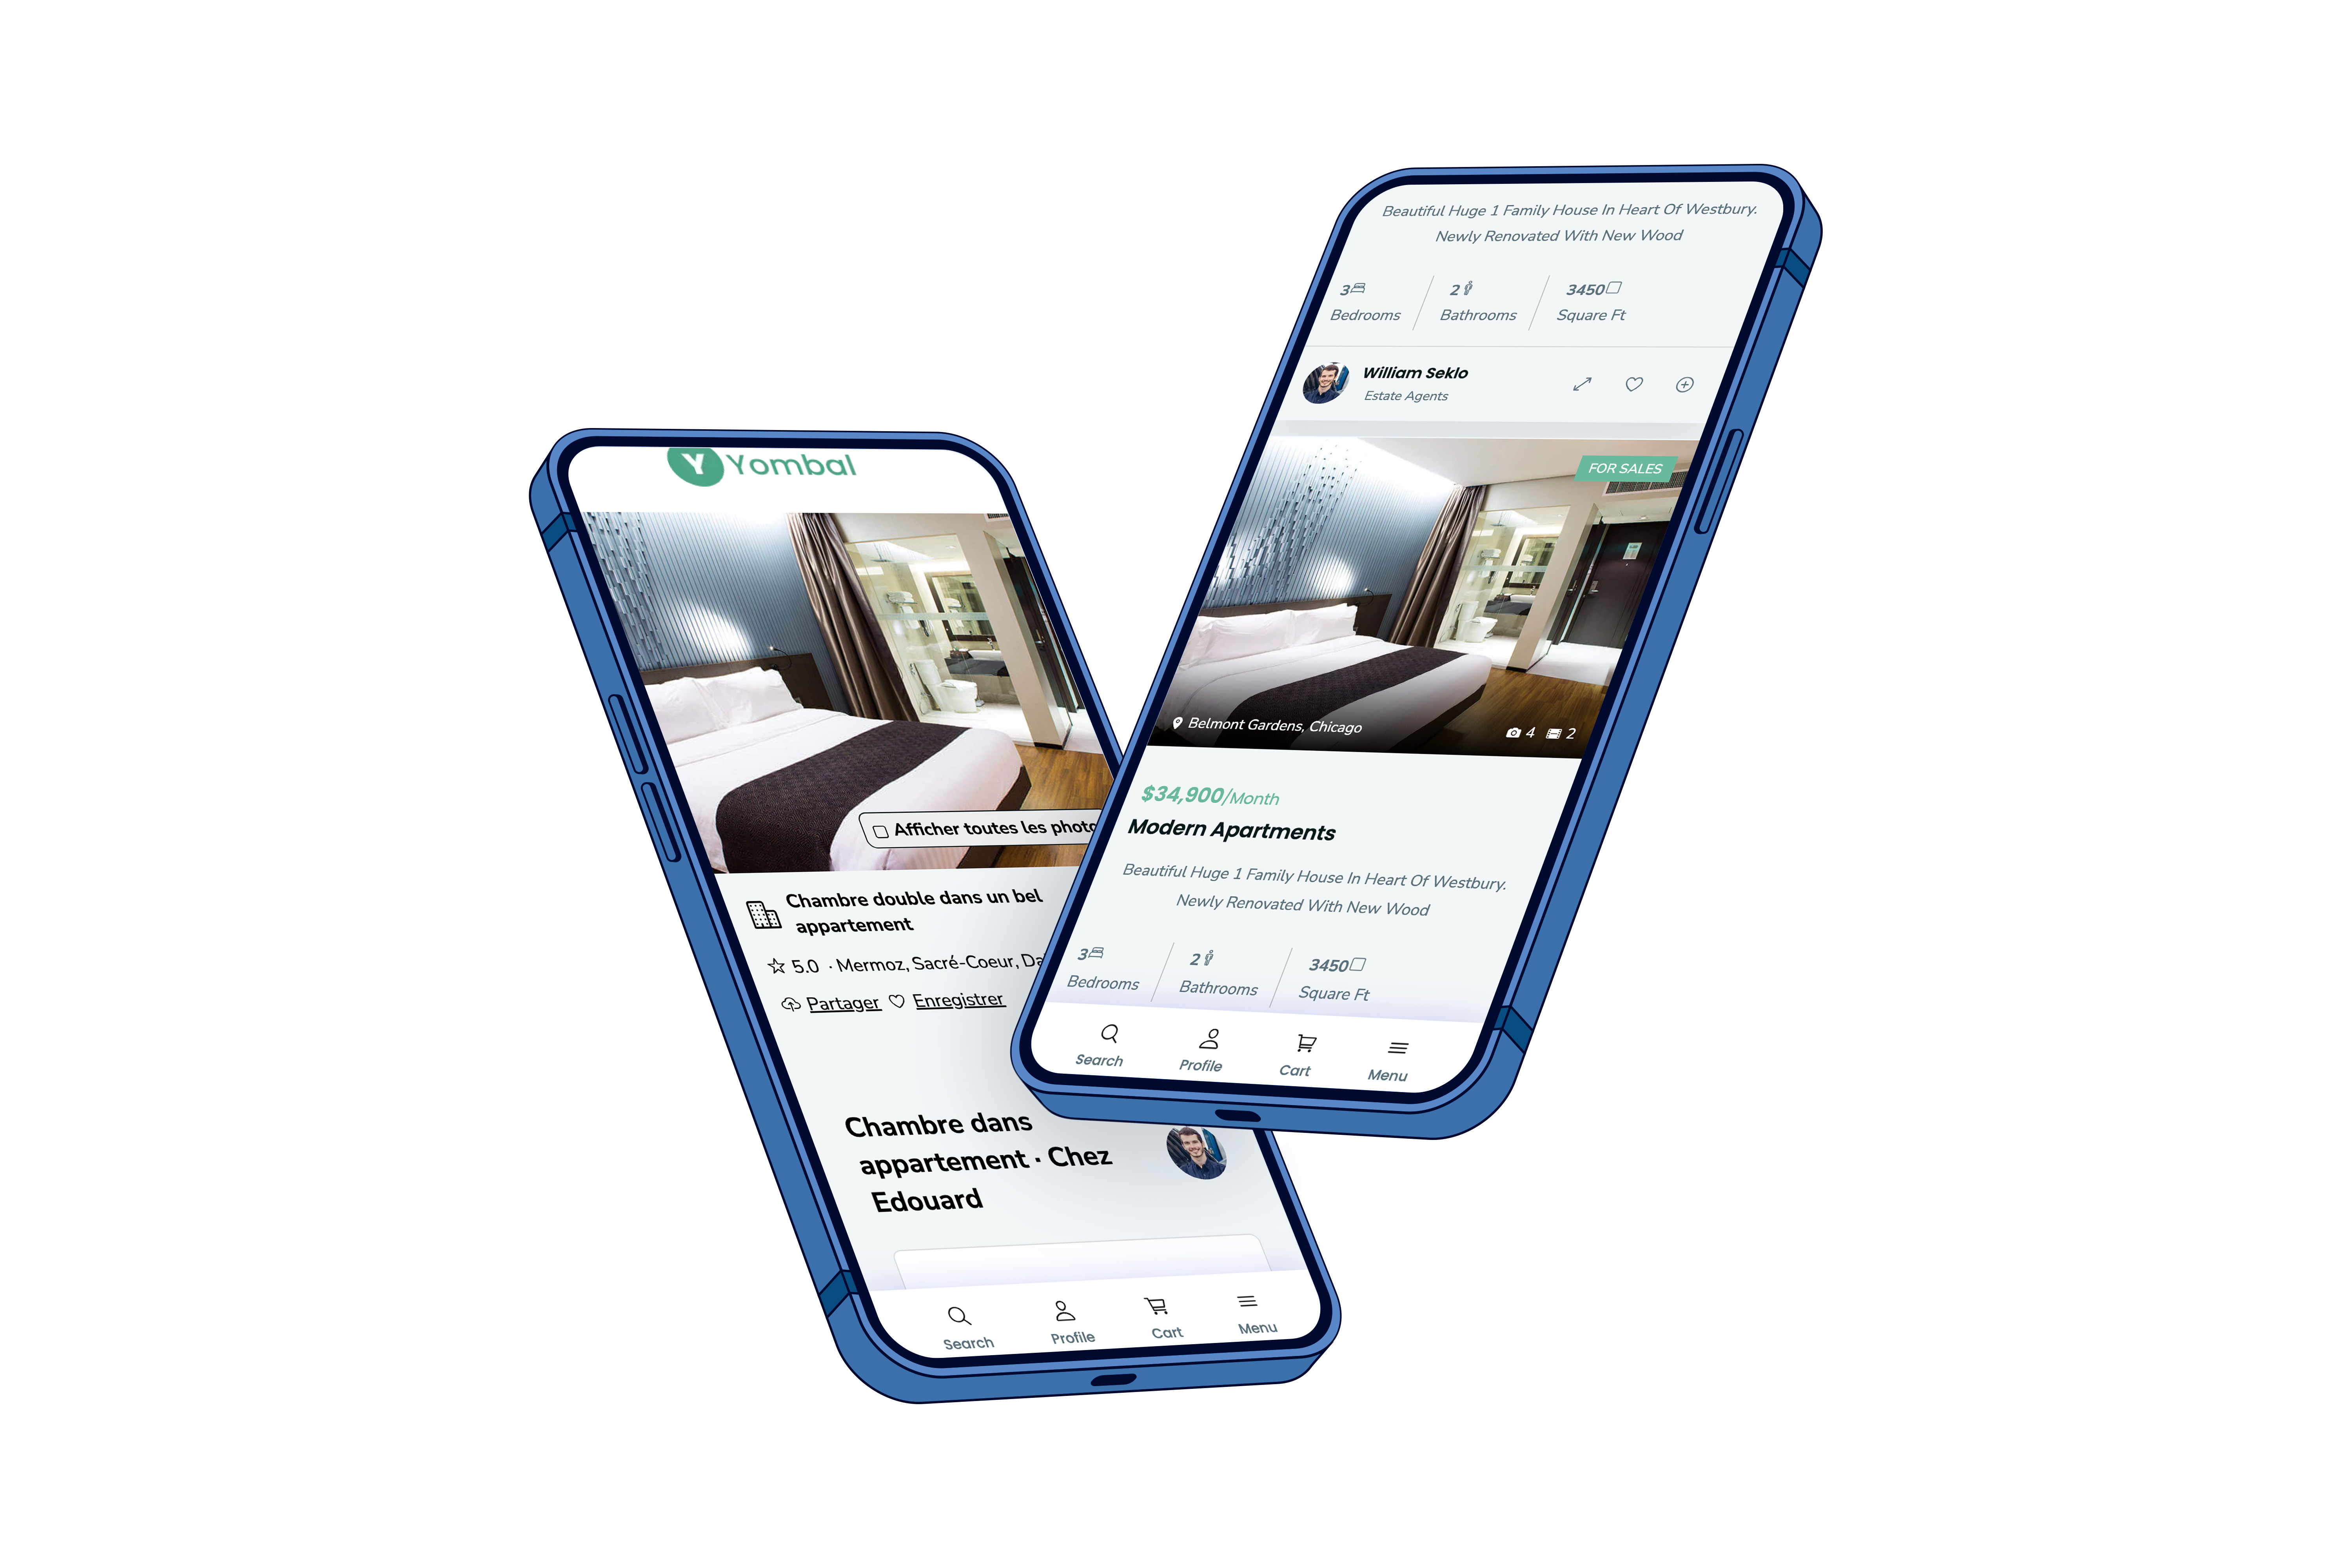 Y Yombal
Afficher toutes les
Chambre double dans un bel
appartement
5.0 · Mermoz, Sacré-Coeur,
Partager Enregistrer
Chambre dans
appartement · Chez
Edouard
Search Profile Cart Menu
Beautiful Huge 1 Family House In Heart Of Westbury.
Newly Renovated With New Wood
3 2 3450
Bedrooms Bathrooms Square Ft
William Seklo
Estate Agents
FOR SALES
Belmont Gardens, Chicago 4 2
$34,900/Month
Modern Apartments
Beautiful Huge 1 Family House In Heart Of Westbury.
Newly Renovated With New Wood
3 2 3450
Bedrooms Bathrooms Square Ft
Search Profile Cart Menu